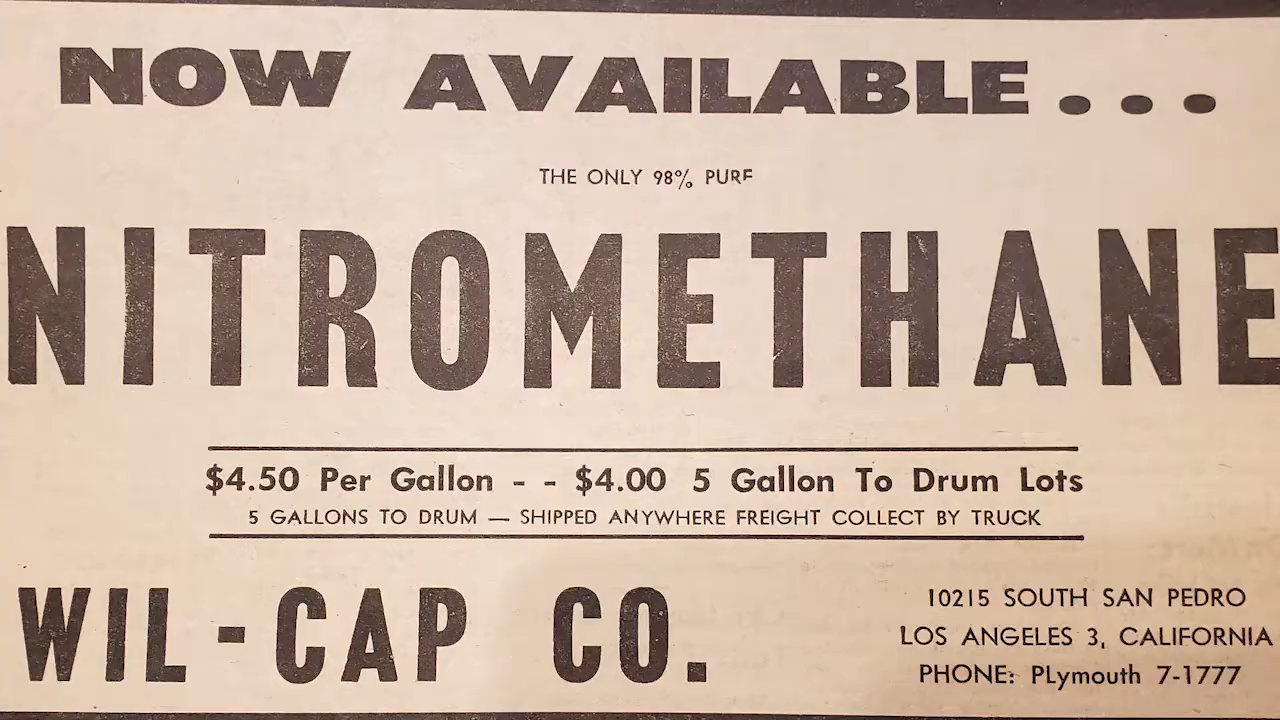 NOW AVAILABLE...
THE ONLY 98% PURE
NITROMETHANE
$4.50 Per Gallon - - $4.00 5 Gallon To Drum Lots
5 GALLONS TO DRUM — SHIPPED ANYWHERE FREIGHT COLLECT BY TRUCK
WIL-CAP CO.
10215 SOUTH SAN PEDRO
LOS ANGELES 3, CALIFORNIA
PHONE: PLymouth 7-1777